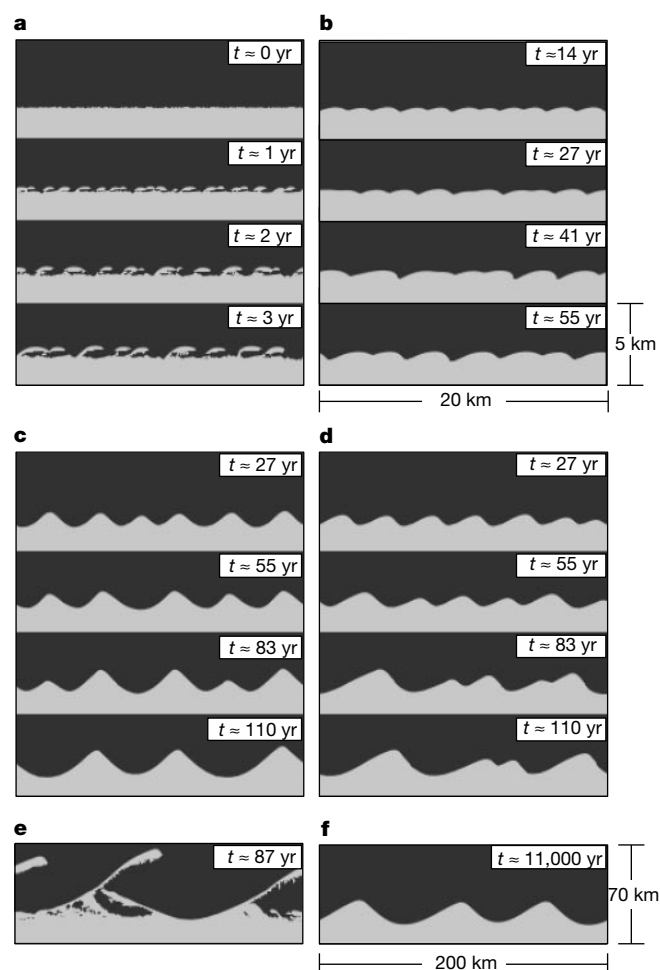 a
t ≈ 0 yr
t ≈ 1 yr
t ≈ 2 yr
t ≈ 3 yr
b
t ≈14 yr
t ≈ 27 yr
t ≈ 41 yr
t ≈ 55 yr
5 km
20 km
c
t ≈ 27 yr
t ≈ 55 yr
t ≈ 83 yr
t ≈ 110 yr
d
t ≈ 27 yr
t ≈ 55 yr
t ≈ 83 yr
t ≈ 110 yr
e
t ≈ 87 yr
f
t ≈ 11,000 yr
70 km
200 km